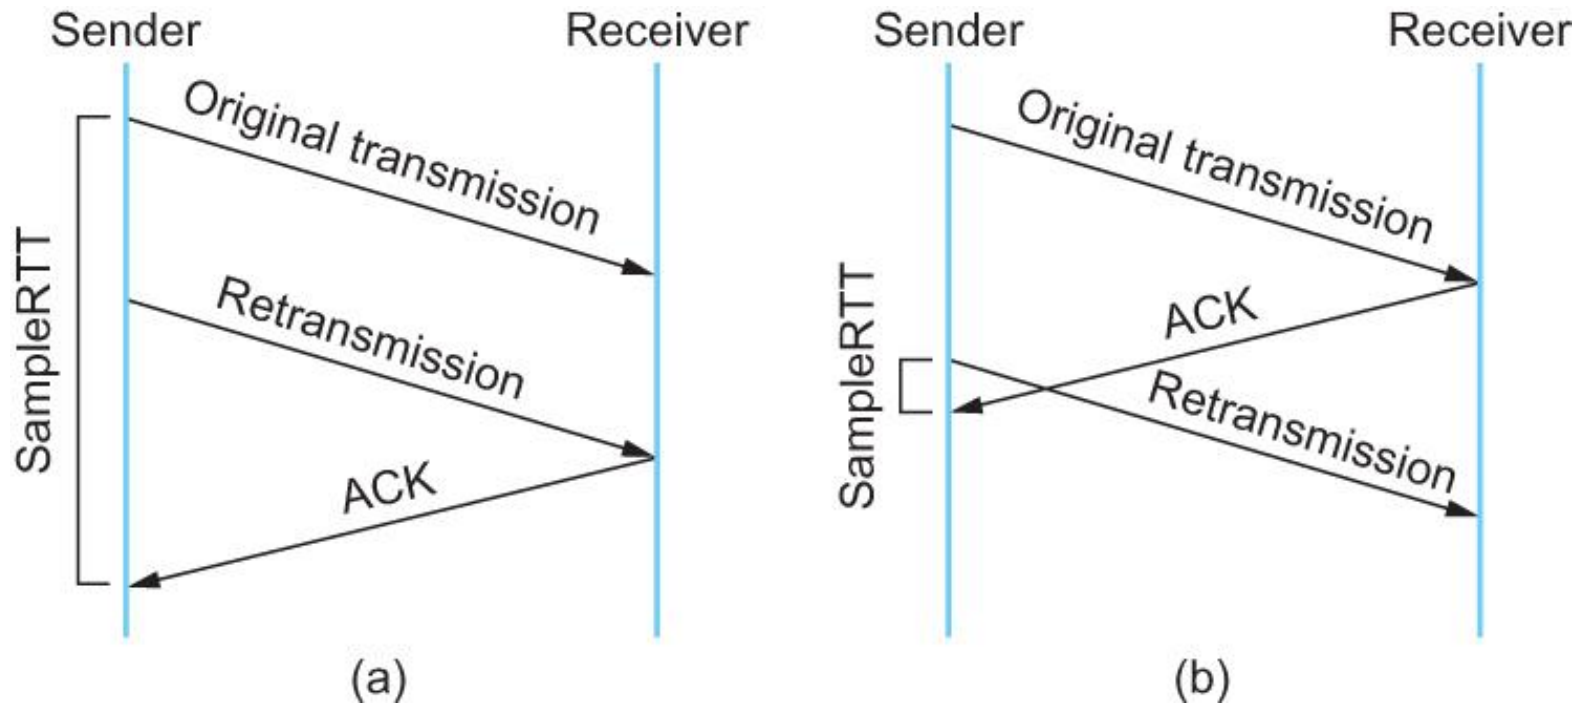 Sender
Receiver
Original transmission
SampleRTT
Retransmission
ACK
(a)
Sender
Receiver
Original transmission
ACK
SampleRTT
Retransmission
(b)